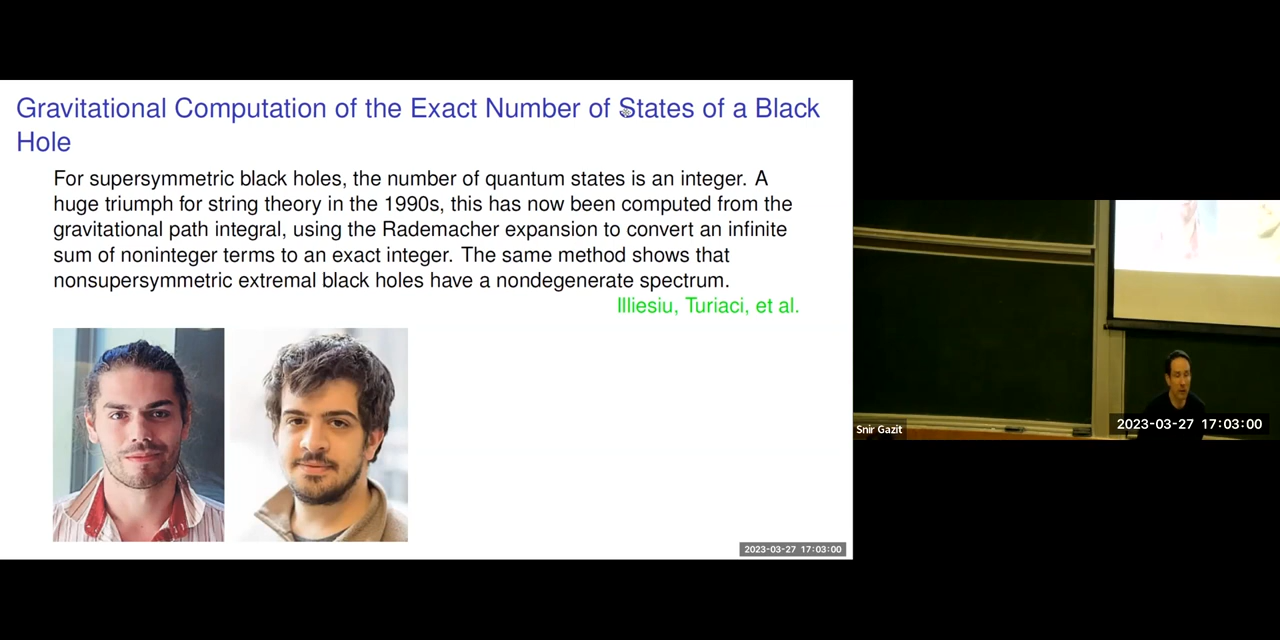 Gravitational Computation of the Exact Number of States of a Black
Hole
For supersymmetric black holes, the number of quantum states is an integer. A
huge triumph for string theory in the 1990s, this has now been computed from the
gravitational path integral, using the Rademacher expansion to convert an infinite
sum of noninteger terms to an exact integer. The same method shows that
nonsupersymmetric extremal black holes have a nondegenerate spectrum.
Illiesiu, Turiaci, et al.
2023-03-27 17:03:00
Snir Gazit
2023-03-27 17:03:00